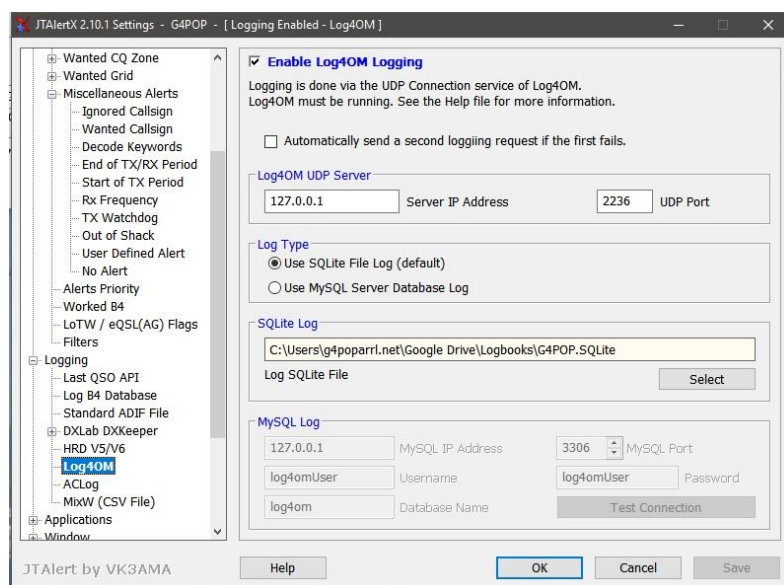 JTAlertX 2.10.1 Settings - G4POP - [ Logging Enabled - Log4OM ]
Wanted CQ Zone
Wanted Grid
Miscellaneous Alerts
Ignored Callsign
Wanted Callsign
Decode Keywords
End of TX/RX Period
Start of TX Period
Rx Frequency
TX Watchdog
Out of Shack
User Defined Alert
No Alert
Alerts Priority
Worked B4
LoTW / eQSL(AG) Flags
Filters
Logging
Last QSO API
Log B4 Database
Standard ADIF File
DXLab DXKeeper
HRD V5/V6
Log4OM
ACLog
MixW (CSV File)
Applications
Window
Enable Log4OM Logging
Logging is done via the UDP Connection service of Log4OM.
Log4OM must be running. See the Help file for more information.
Automatically send a second loggiing request if the first fails.
Log4OM UDP Server
127.0.0.1 Server IP Address 2236 UDP Port
Log Type
Use SQLite File Log (default)
Use MySQL Server Database Log
SQLite Log
C:\Users\g4poparrl.net\Google Drive\Logbooks\G4POP.SQLite
Log SQLite File Select
MySQL Log
127.0.0.1 MySQL IP Address 3306 MySQL Port
log4omUser Username log4omUser Password
log4om Database Name Test Connection
JTAlert by VK3AMA Help OK Cancel Save